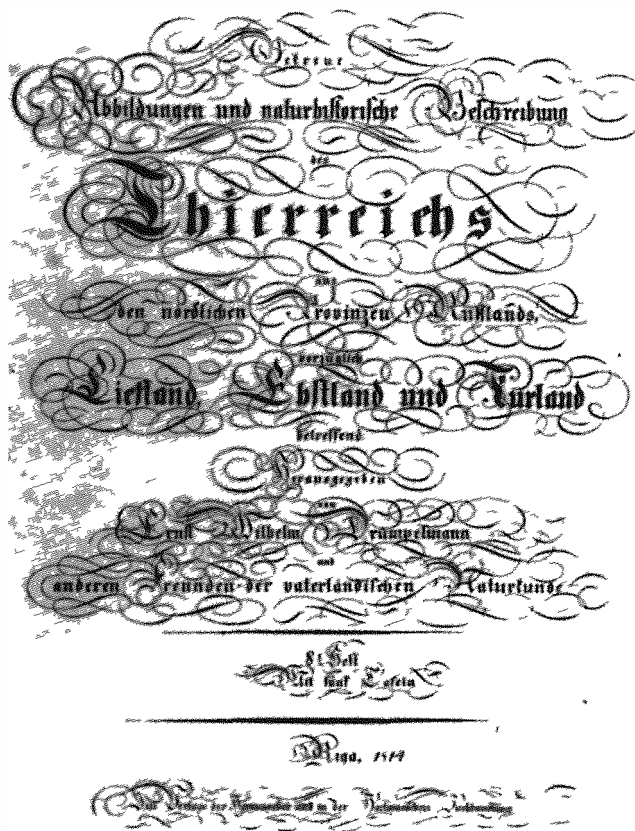 Getreue
Abbildungen und naturhistorische Beschreibung
des
Thierreichs
aus
den nördlichen Provinzen Rußlands,
vorzüglich
Liefland Ehstland und Kurland
betreffend
Herausgegeben
von
Ernst Wilhelm Drümpelmann
und
anderen Freunden der vaterländischen Naturkunde
Heft
Mit fünf Tafeln
Riga,